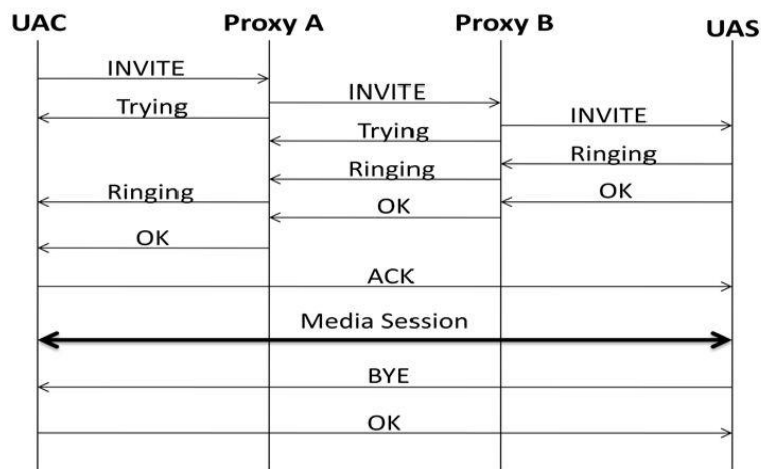 UAC Proxy A Proxy B UAS
INVITE
INVITE
Trying
INVITE
Trying
Ringing
Ringing
Ringing
OK
OK
OK
ACK
Media Session
BYE
OK